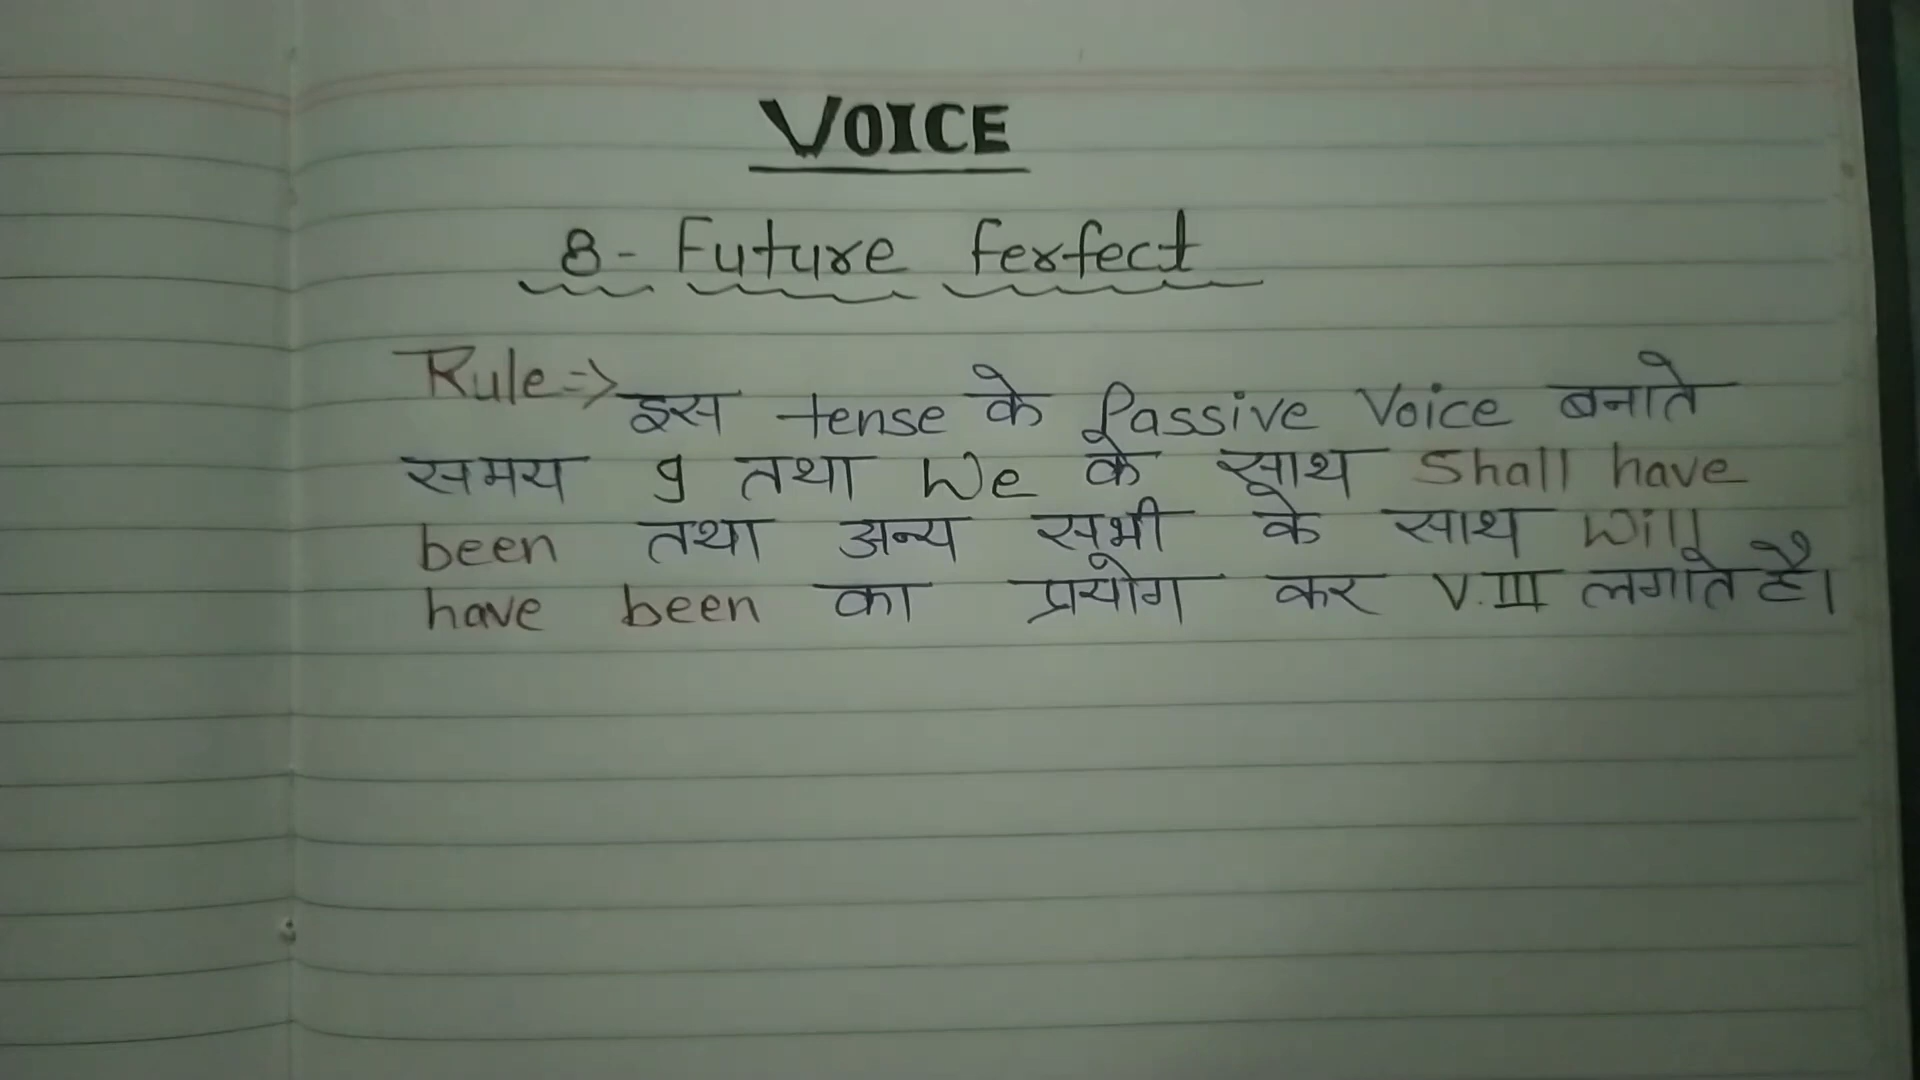 VOICE
8- Future Perfect
Rule=> इस tense के Passive Voice बनाते
समय I तथा We के साथ Shall have
been तथा अन्य सभी के साथ Will
have been का प्रयोग कर V.III लगाते है।